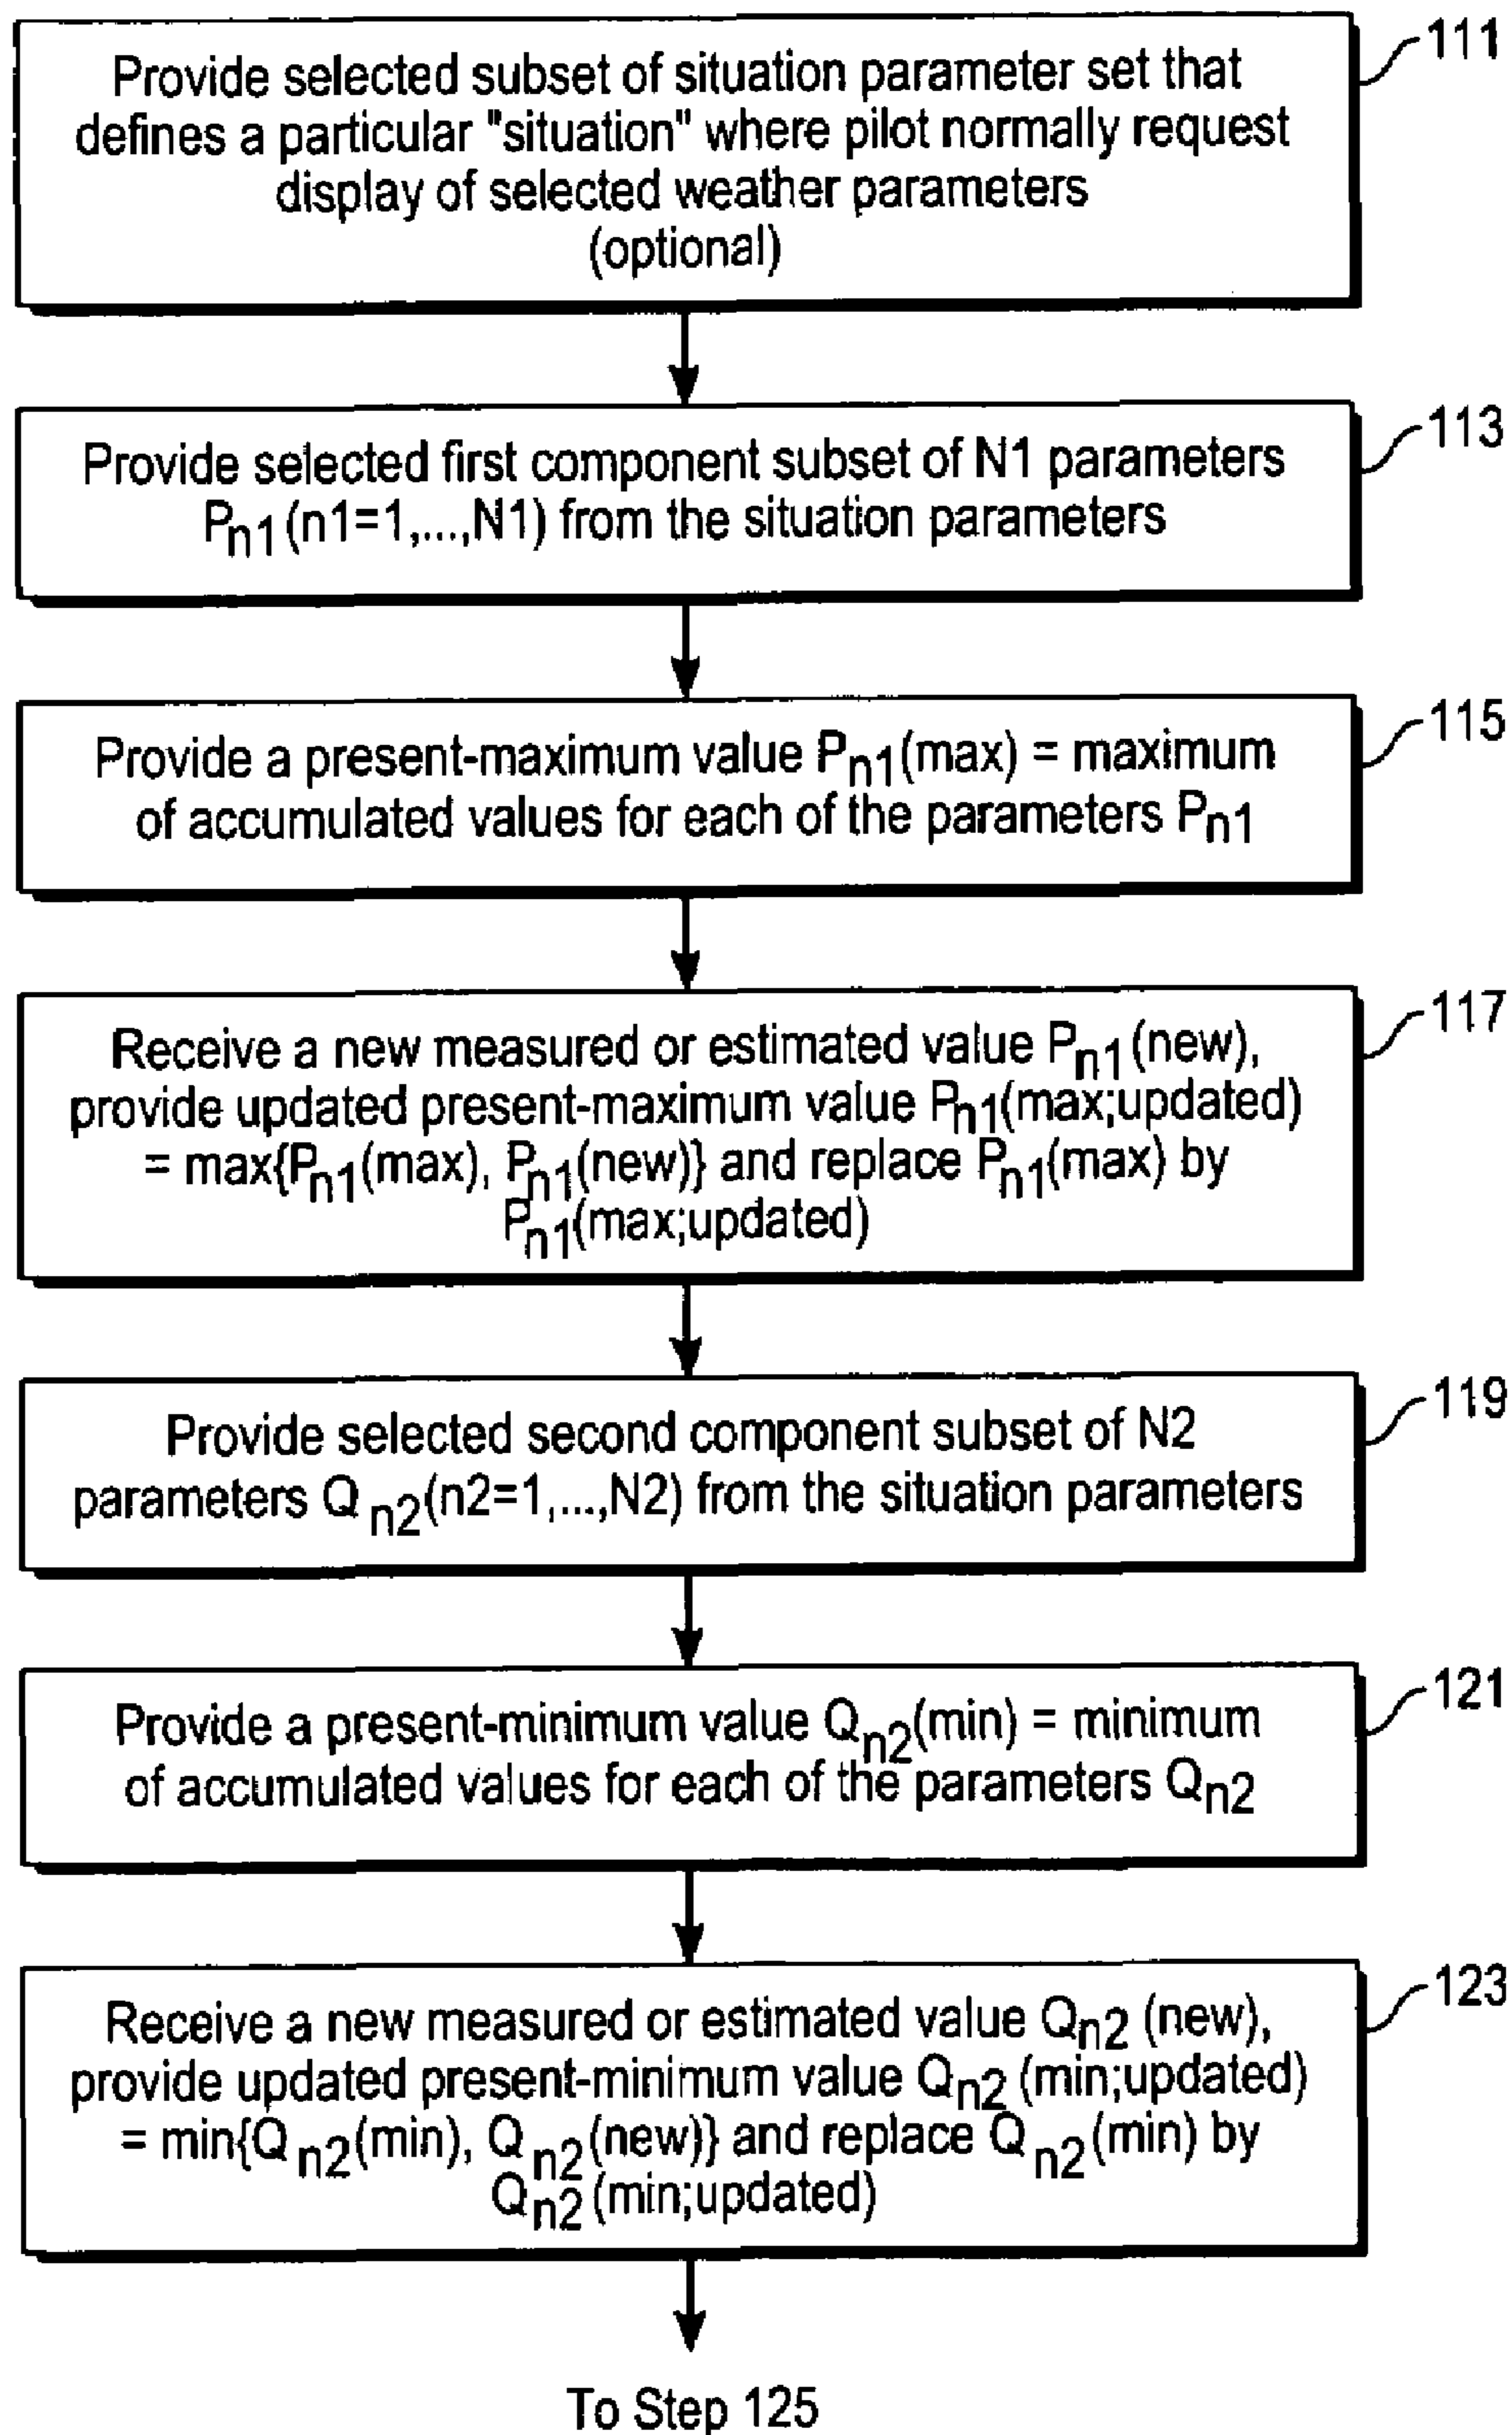 111
Provide selected subset of situation parameter set that
defines a particular "situation" where pilot normally request
display of selected weather parameters
(optional)
113
Provide selected first component subset of N1 parameters
Pn1 (n1=1,...,N1) from the situation parameters
115
Provide a present-maximum value Pn1(max) = maximum
of accumulated values for each of the parameters Pn1
117
Receive a new measured or estimated value Pn1(new),
provide updated present-maximum value Pn1(max;updated)
= max{Pn1(max), Pn1(new)} and replace Pn1(max) by
Pn1(max;updated)
119
Provide selected second component subset of N2
parameters Qn2(n2=1,...,N2) from the situation parameters
121
Provide a present-minimum value Qn2(min) = minimum
of accumulated values for each of the parameters Qn2
123
Receive a new measured or estimated value Qn2 (new),
provide updated present-minimum value Qn2 (min;updated)
= min{Qn2(min), Qn2(new)} and replace Qn2(min) by
Qn2(min;updated)
To Step 125